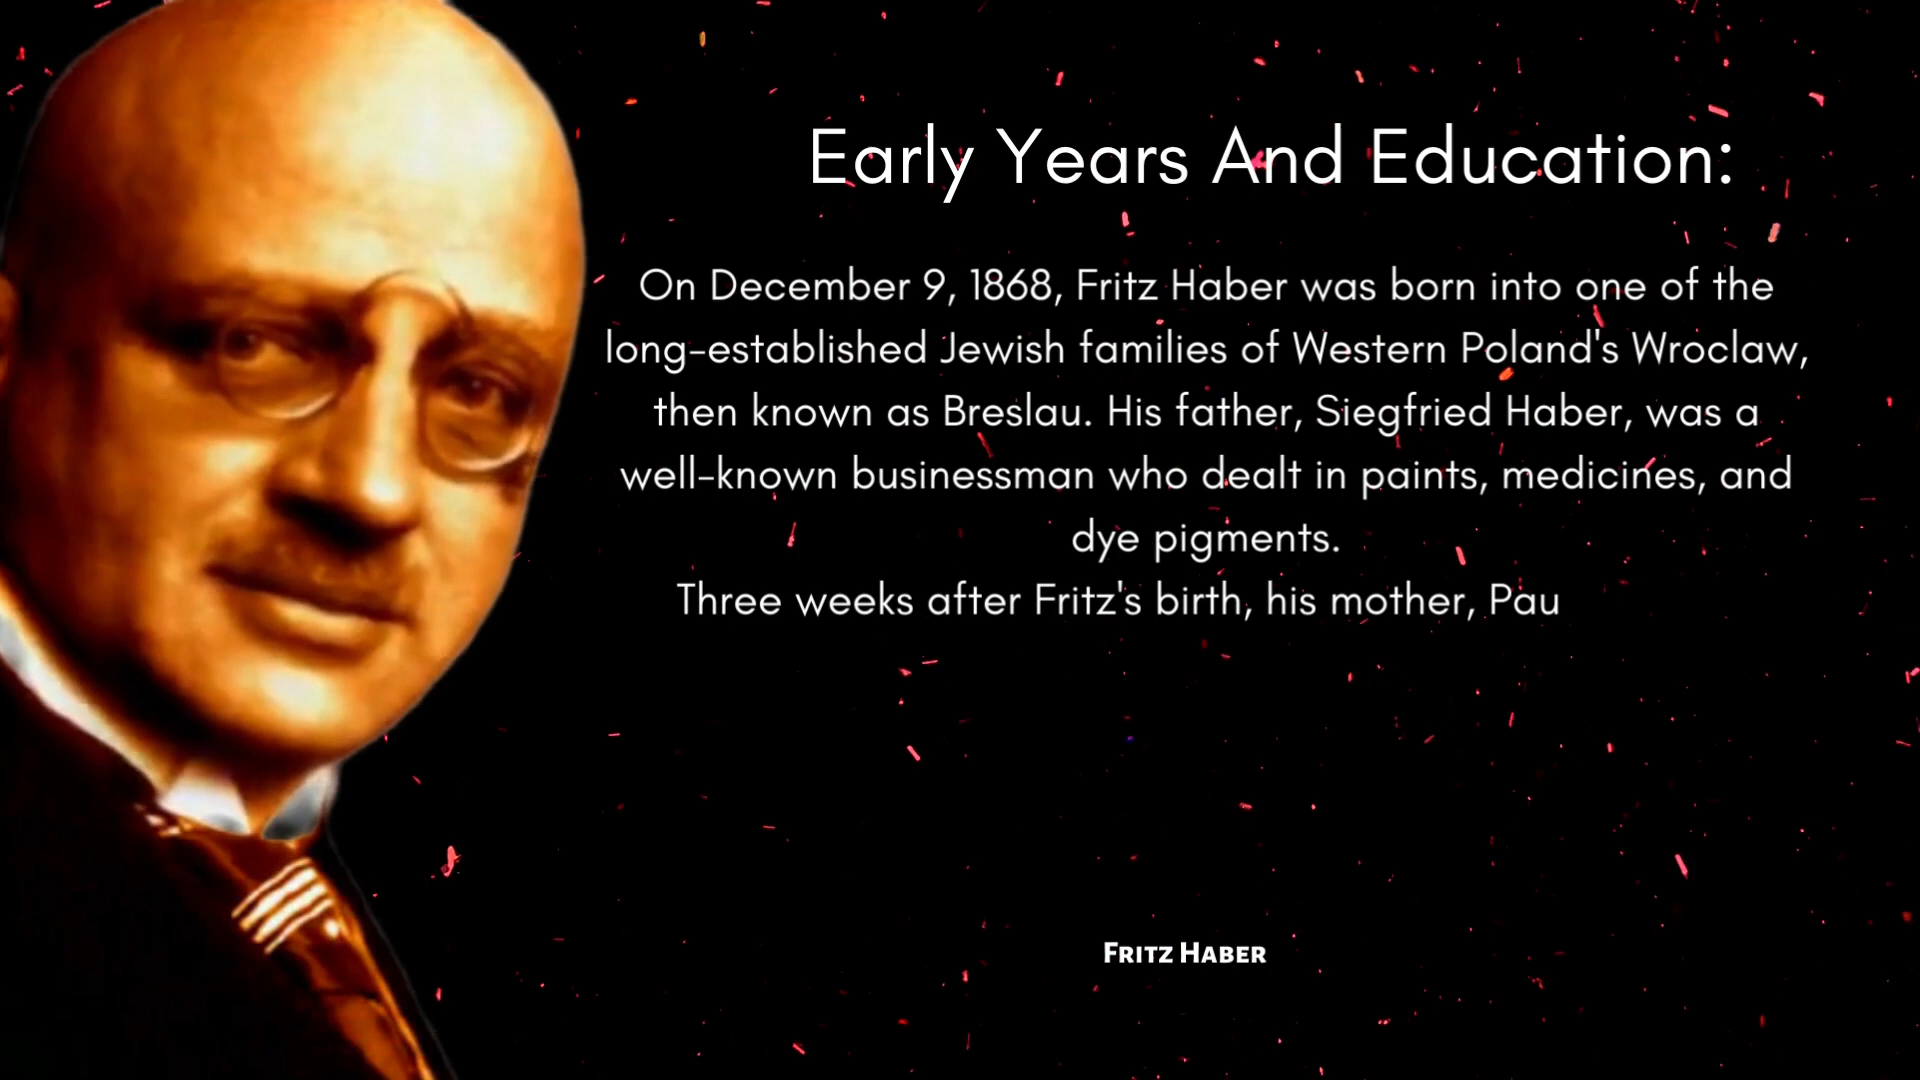 Early Years And Education:
On December 9, 1868, Fritz Haber was born into one of the
long-established Jewish families of Western Poland's Wroclaw,
then known as Breslau. His father, Siegfried Haber, was a
well-known businessman who dealt in paints, medicines, and
dye pigments.
Three weeks after Fritz's birth, his mother, Pau
Fritz Haber